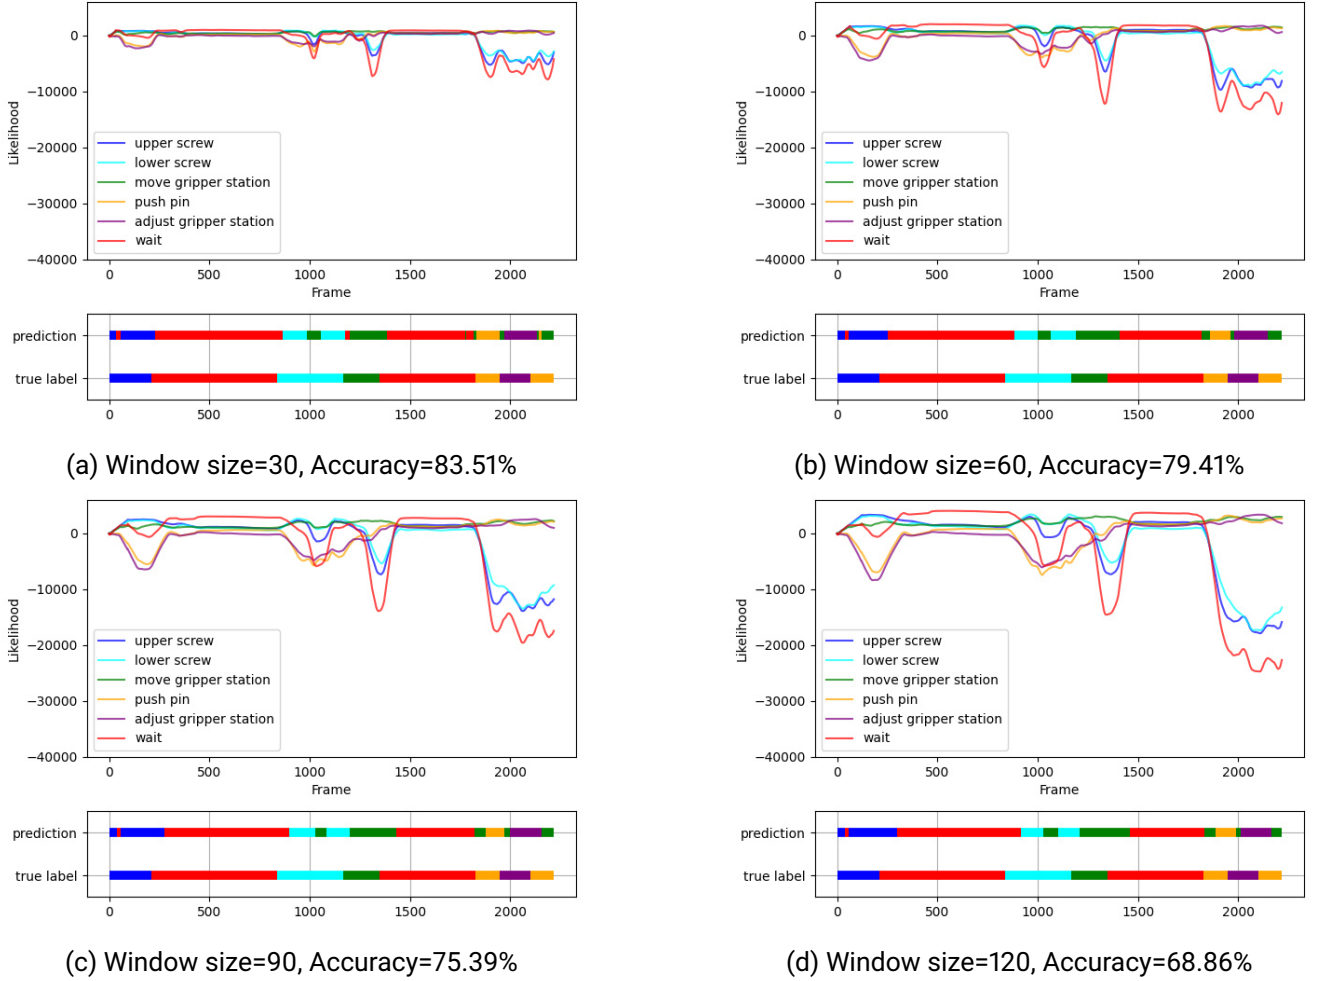 0
−10000
−20000
−30000
−40000
Likelihood
upper screw
lower screw
move gripper station
push pin
adjust gripper station
wait
0 500 1000 1500 2000
Frame
prediction
true label
0 500 1000 1500 2000
(a) Window size=30, Accuracy=83.51%
0
−10000
−20000
−30000
−40000
Likelihood
upper screw
lower screw
move gripper station
push pin
adjust gripper station
wait
0 500 1000 1500 2000
Frame
prediction
true label
0 500 1000 1500 2000
(b) Window size=60, Accuracy=79.41%
0
−10000
−20000
−30000
−40000
Likelihood
upper screw
lower screw
move gripper station
push pin
adjust gripper station
wait
0 500 1000 1500 2000
Frame
prediction
true label
0 500 1000 1500 2000
(c) Window size=90, Accuracy=75.39%
0
−10000
−20000
−30000
−40000
Likelihood
upper screw
lower screw
move gripper station
push pin
adjust gripper station
wait
0 500 1000 1500 2000
Frame
prediction
true label
0 500 1000 1500 2000
(d) Window size=120, Accuracy=68.86%